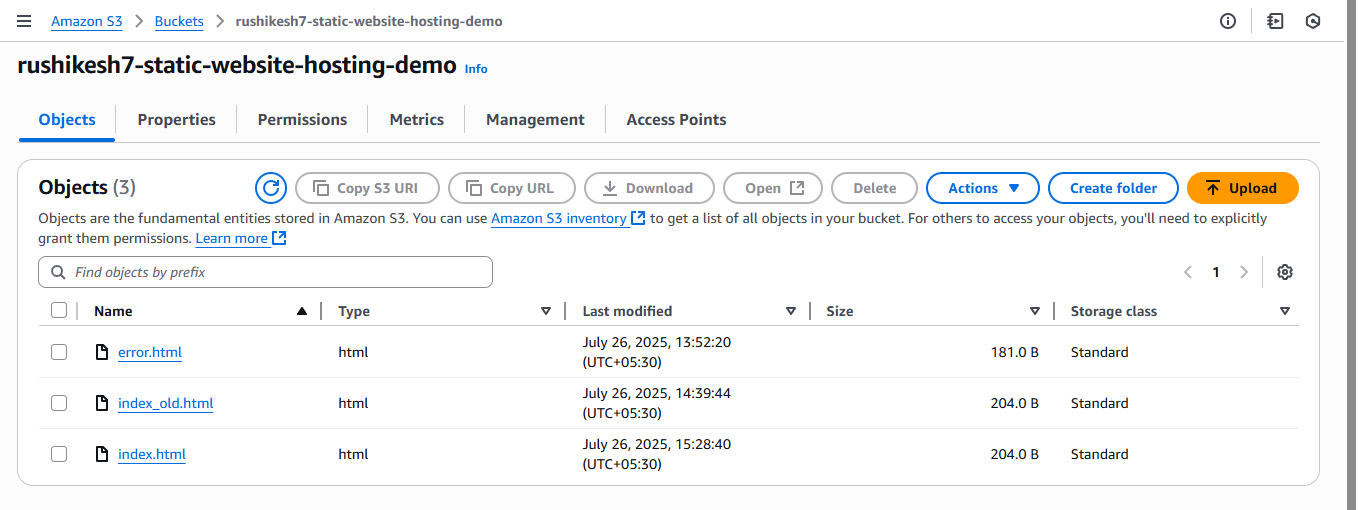 Amazon S3 > Buckets > rushikesh7-static-website-hosting-demo
rushikesh7-static-website-hosting-demo Info
Objects Properties Permissions Metrics Management Access Points
Objects (3) Copy S3 URI Copy URL Download Open Delete Actions Create folder Upload
Objects are the fundamental entities stored in Amazon S3. You can use Amazon S3 inventory to get a list of all objects in your bucket. For others to access your objects, you'll need to explicitly
grant them permissions. Learn more
Find objects by prefix 1
Name Type Last modified Size Storage class
error.html html July 26, 2025, 13:52:20 181.0 B Standard
(UTC+05:30)
index_old.html html July 26, 2025, 14:39:44 204.0 B Standard
(UTC+05:30)
index.html html July 26, 2025, 15:28:40 204.0 B Standard
(UTC+05:30)